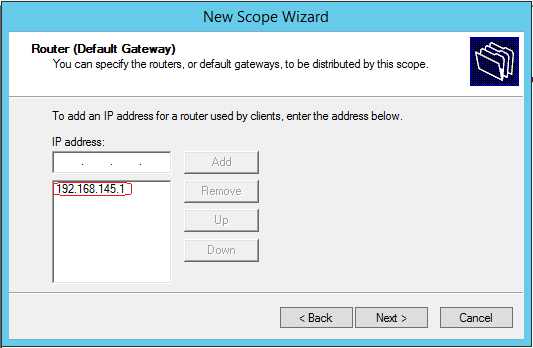 New Scope Wizard
Router (Default Gateway)
You can specify the routers, or default gateways, to be distributed by this scope.
To add an IP address for a router used by clients, enter the address below.
IP address:
. . .
Add
192.168.145.1
Remove
Up
Down
< Back
Next >
Cancel